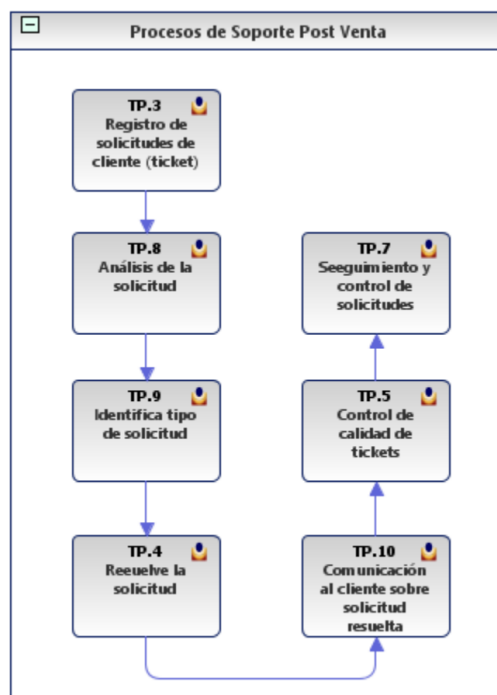 Procesos de Soporte Post Venta
TP.3
Registro de
solicitudes de
cliente (ticket)
TP.8
Análisis de la
solicitud
TP.9
Identifica tipo
de solicitud
TP.4
Reeuelve la
solicitud
TP.10
Comunicación
al cliente sobre
solicitud
resuelta
TP.5
Control de
calidad de
tickets
TP.7
Seeguimiento y
control de
solicitudes